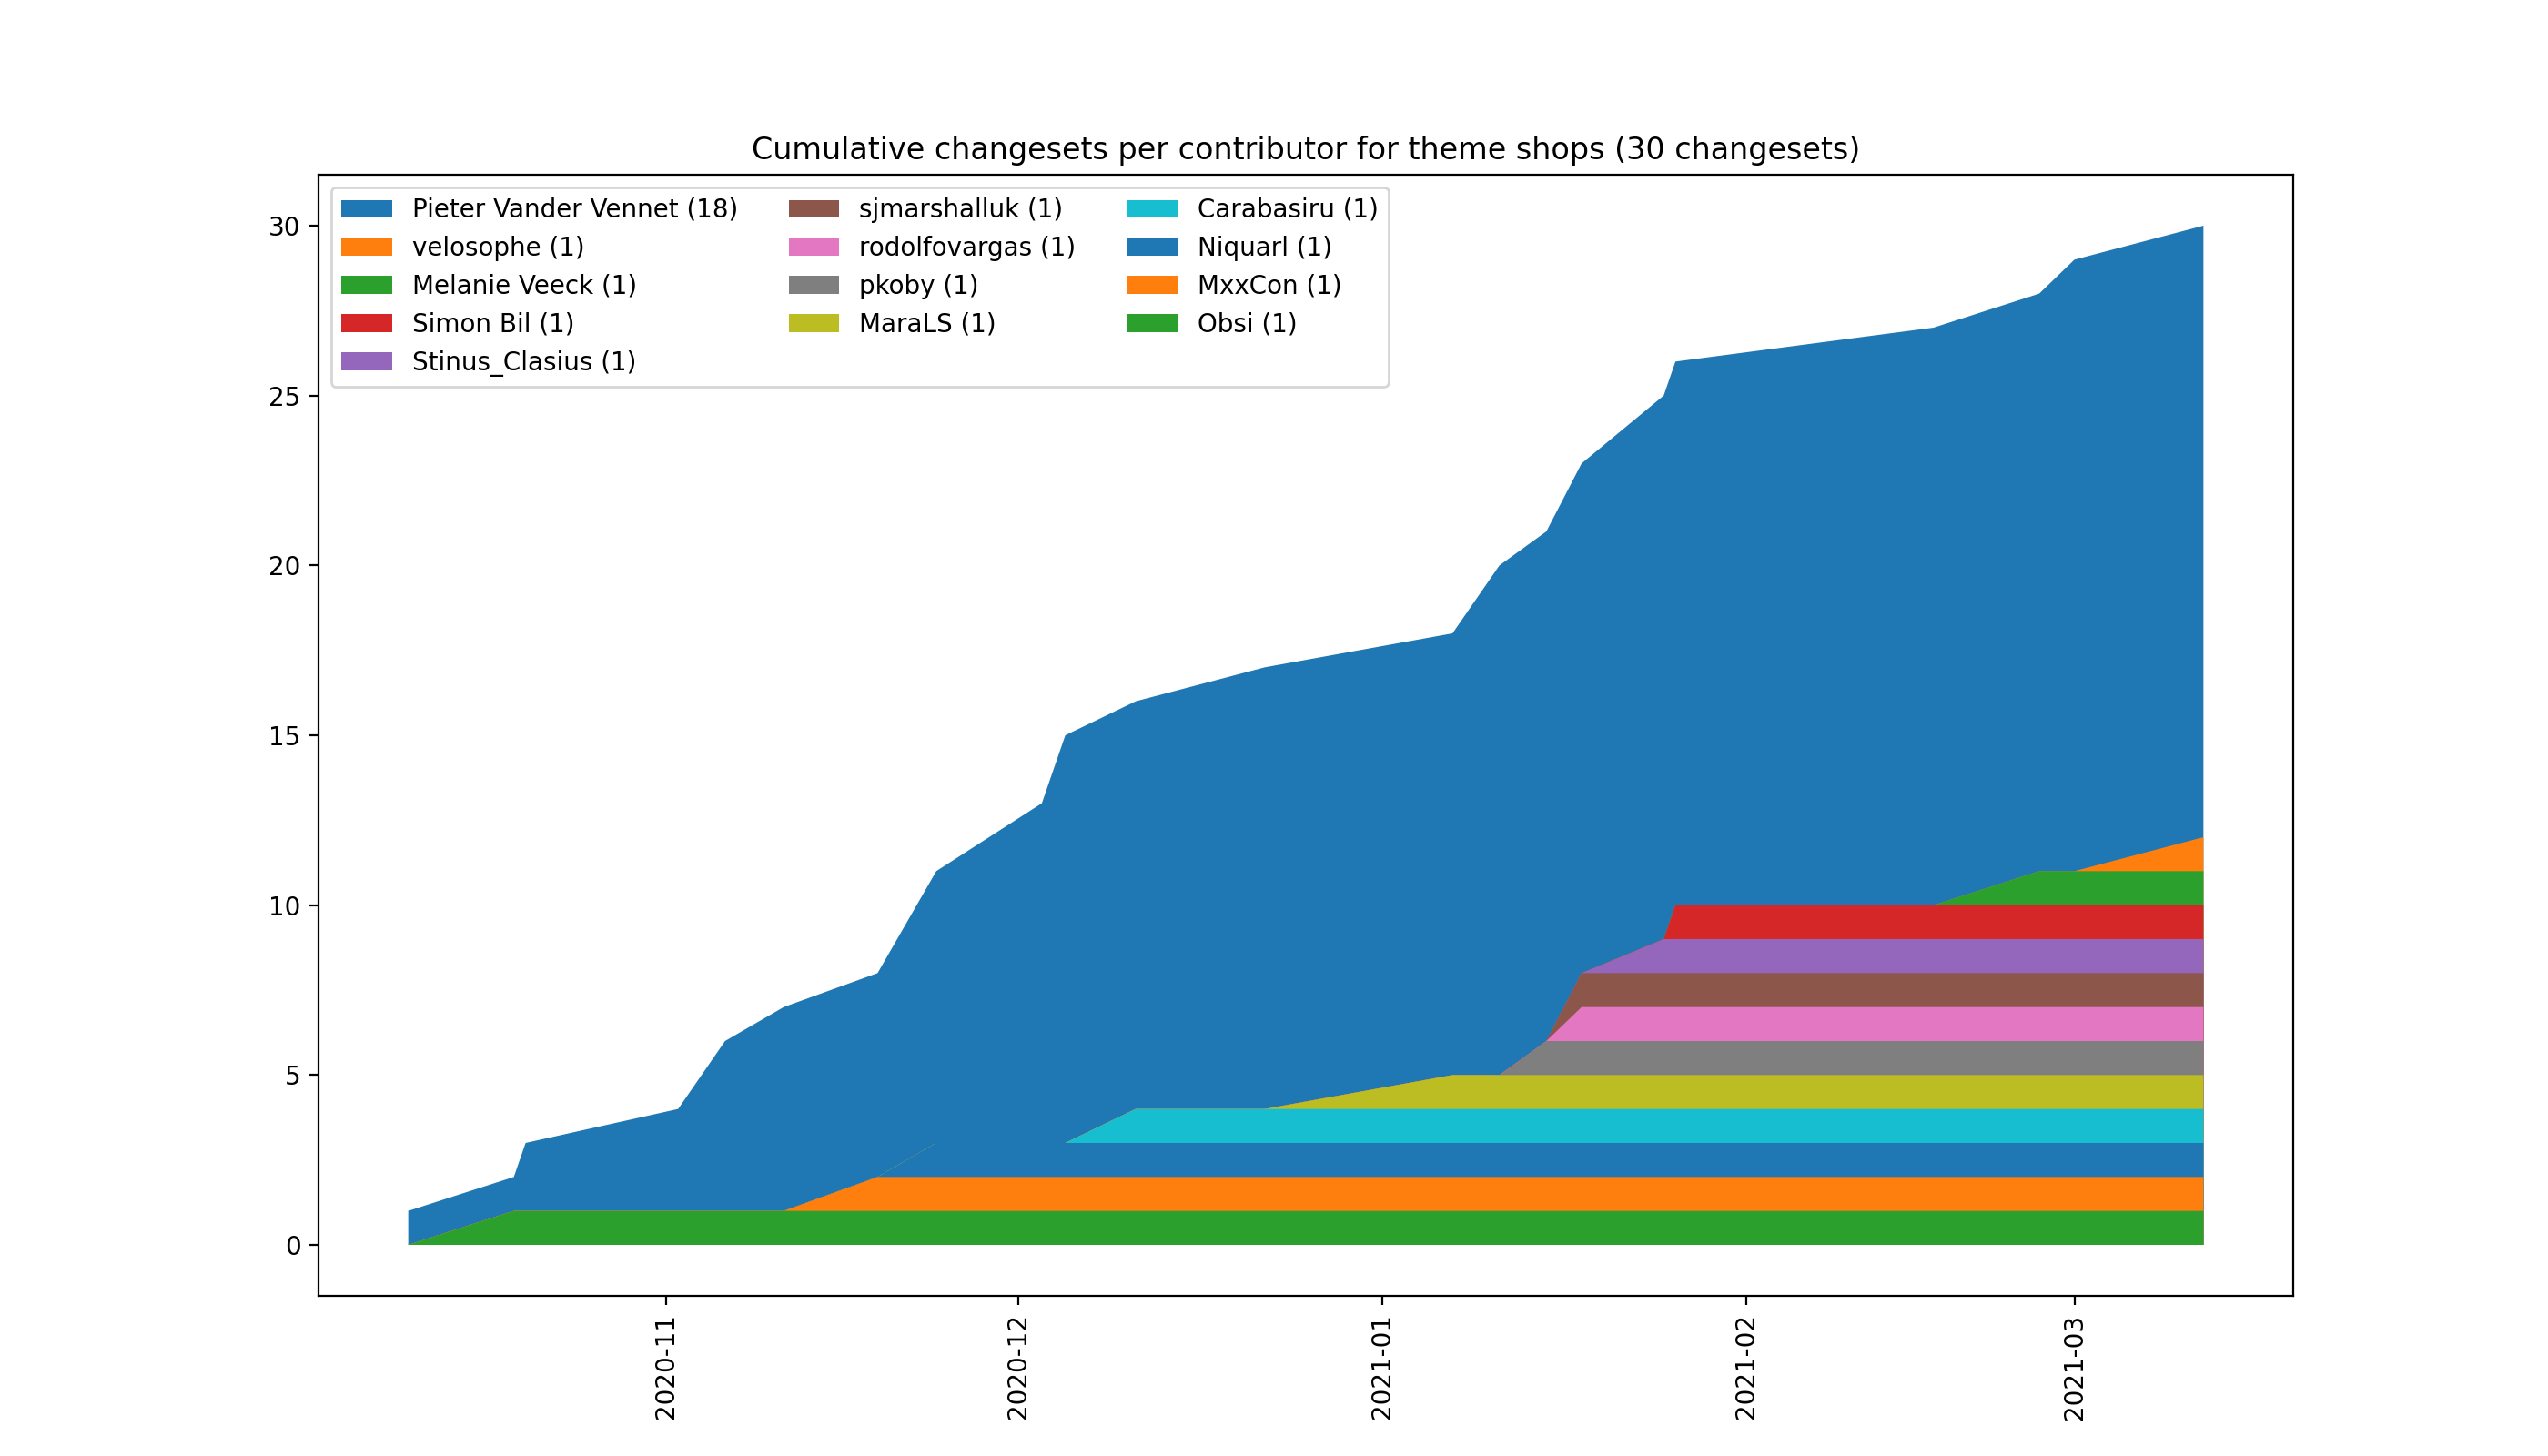 Cumulative changesets per contributor for theme shops (30 changesets)
Pieter Vander Vennet (18)
velosophe (1)
Melanie Veeck (1)
Simon Bil (1)
Stinus_Clasius (1)
sjmarshalluk (1)
rodolfovargas (1)
pkoby (1)
MaraLS (1)
Carabasiru (1)
Niquarl (1)
MxxCon (1)
Obsi (1)
30
25
20
15
10
5
0
2020-11
2020-12
2021-01
2021-02
2021-03